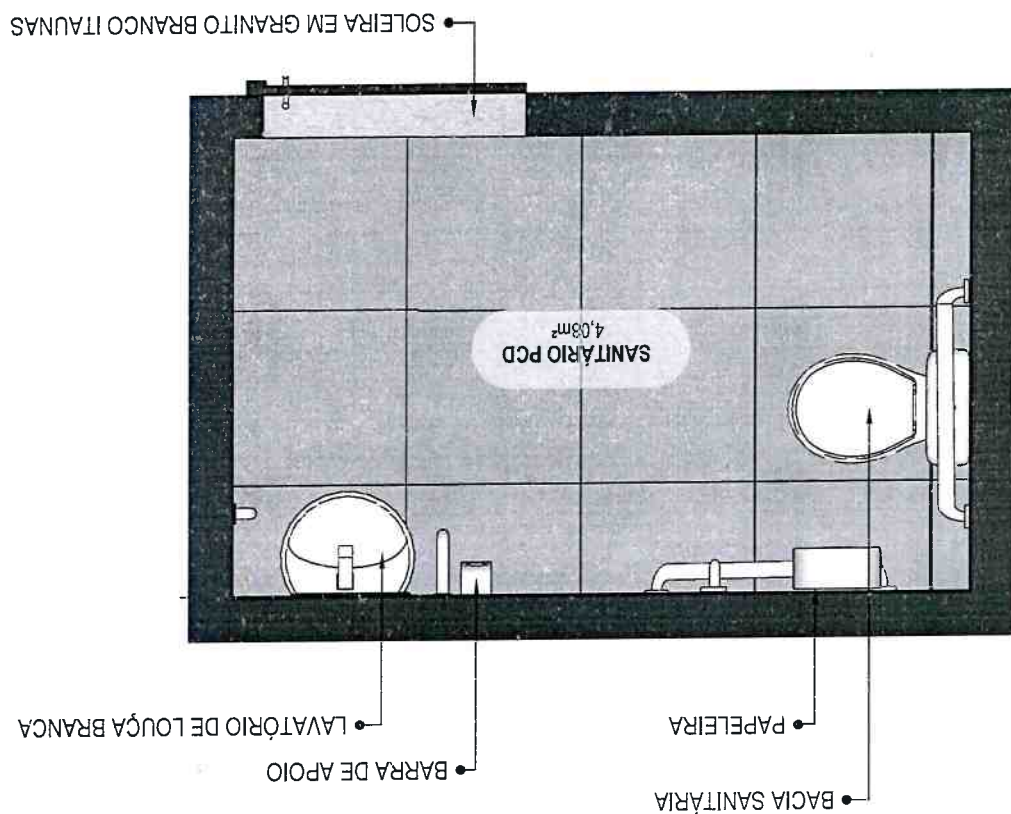 BACIA SANITÁRIA
BARRA DE APOIO
PAPELEIRA
LAVATÓRIO DE LOUÇA BRANCA
SANITÁRIO PCD
4,03m²
SOLEIRA EM GRANITO BRANCO ITAUNAS